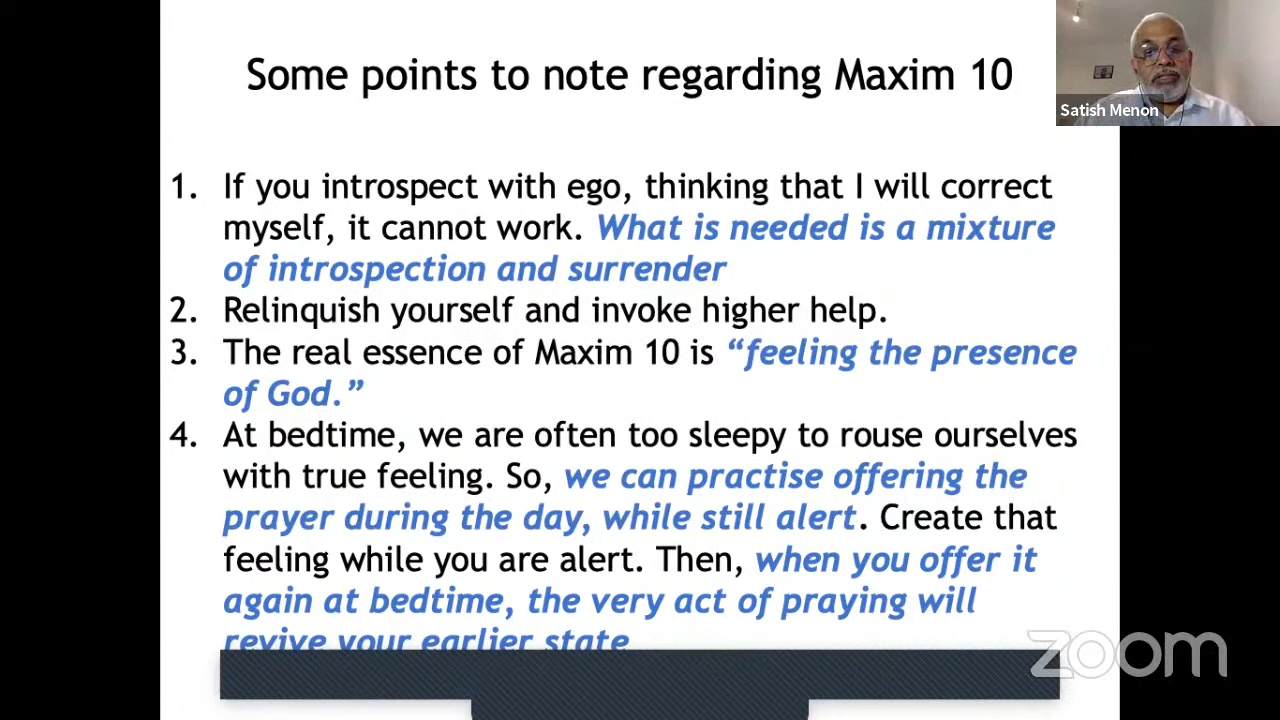 Some points to note regarding Maxim 10
Satish Menon
1. If you introspect with ego, thinking that I will correct
myself, it cannot work. What is needed is a mixture
of introspection and surrender
2. Relinquish yourself and invoke higher help.
3. The real essence of Maxim 10 is “feeling the presence
of God.”
4. At bedtime, we are often too sleepy to rouse ourselves
with true feeling. So, we can practise offering the
prayer during the day, while still alert. Create that
feeling while you are alert. Then, when you offer it
again at bedtime, the very act of praying will
revive your earlier state
zoom